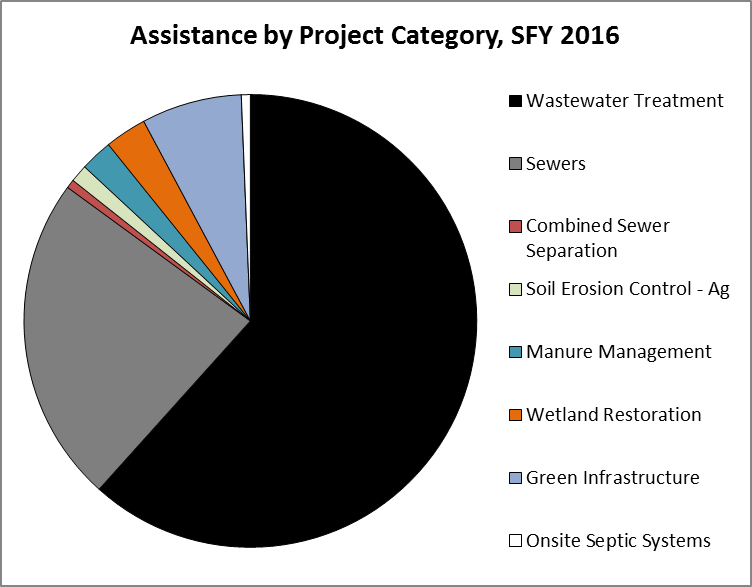 Assistance by Project Category, SFY 2016
Wastewater Treatment
Sewers
Combined Sewer
Separation
Soil Erosion Control - Ag
Manure Management
Wetland Restoration
Green Infrastructure
Onsite Septic Systems